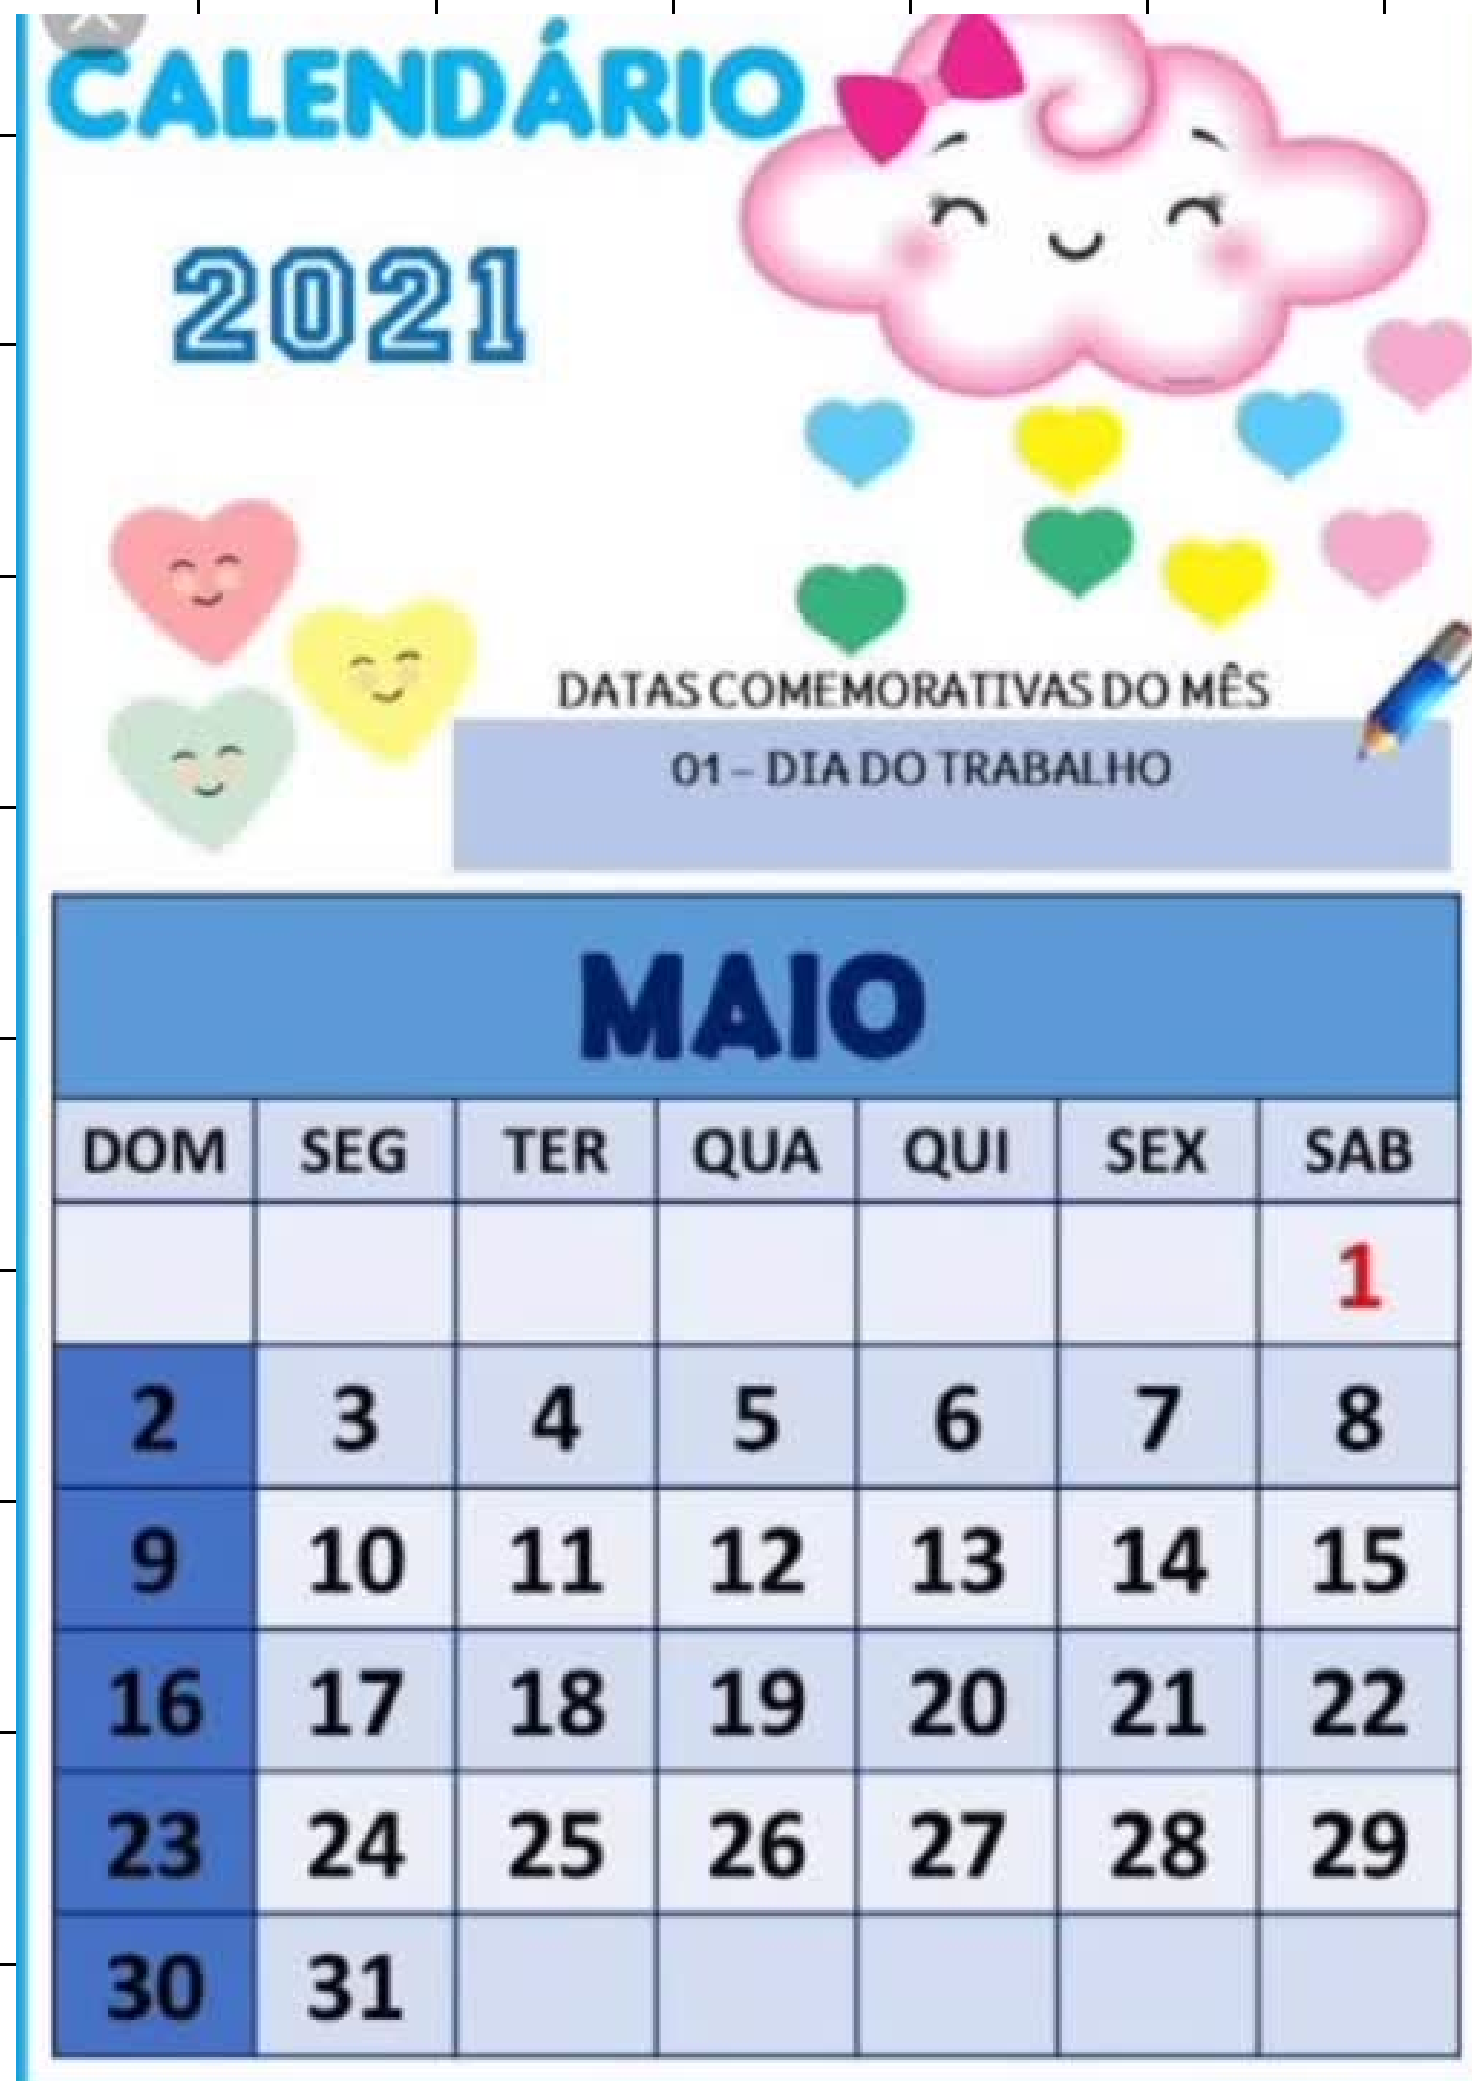 CALENDÁRIO
2021
DATAS COMEMORATIVAS DO MÊS
01 – DIA DO TRABALHO
MAIO
DOM SEG TER QUA QUI SEX SAB
1
2 3 4 5 6 7 8
9 10 11 12 13 14 15
16 17 18 19 20 21 22
23 24 25 26 27 28 29
30 31